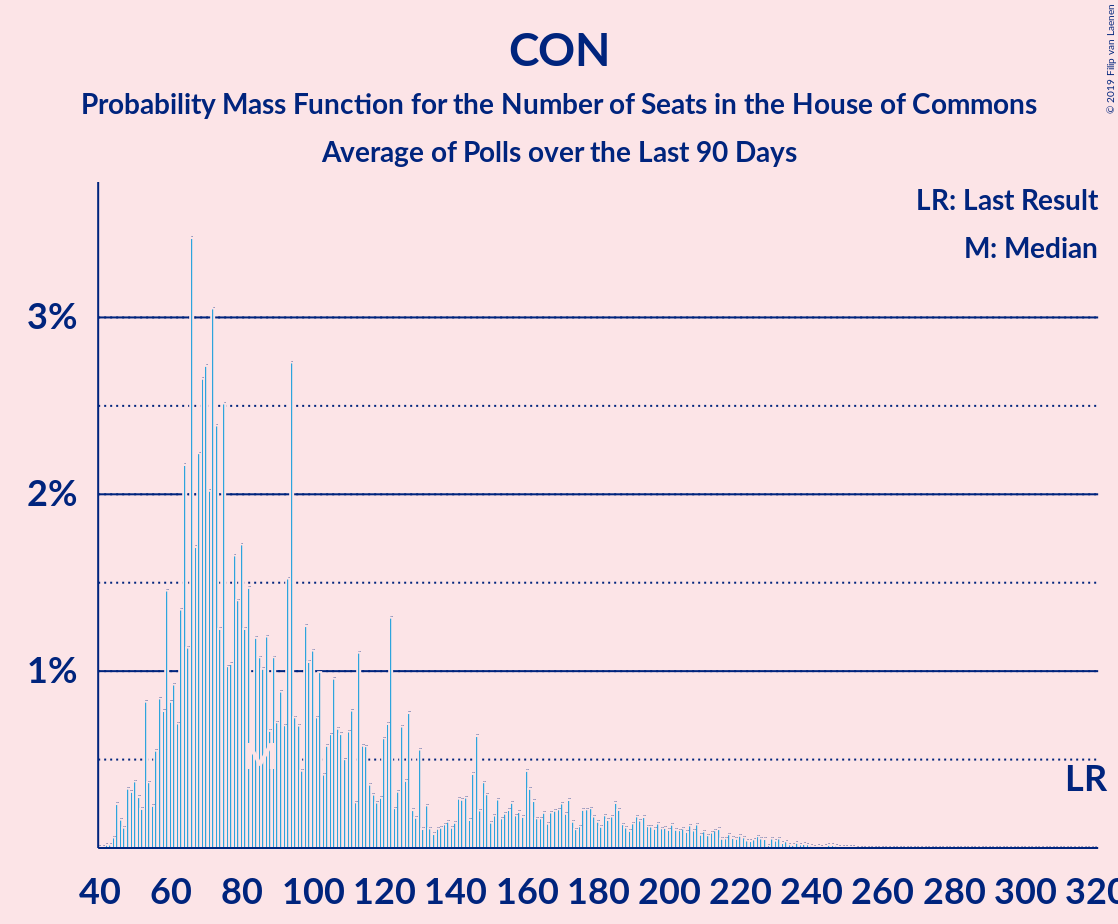 CON
Probability Mass Function for the Number of Seats in the House of Commons
Average of Polls over the Last 90 Days
© 2019 Filip van Laenen
LR: Last Result
M: Median
3%
2%
1%
M
LR
40 60 80 100 120 140 160 180 200 220 240 260 280 300 320